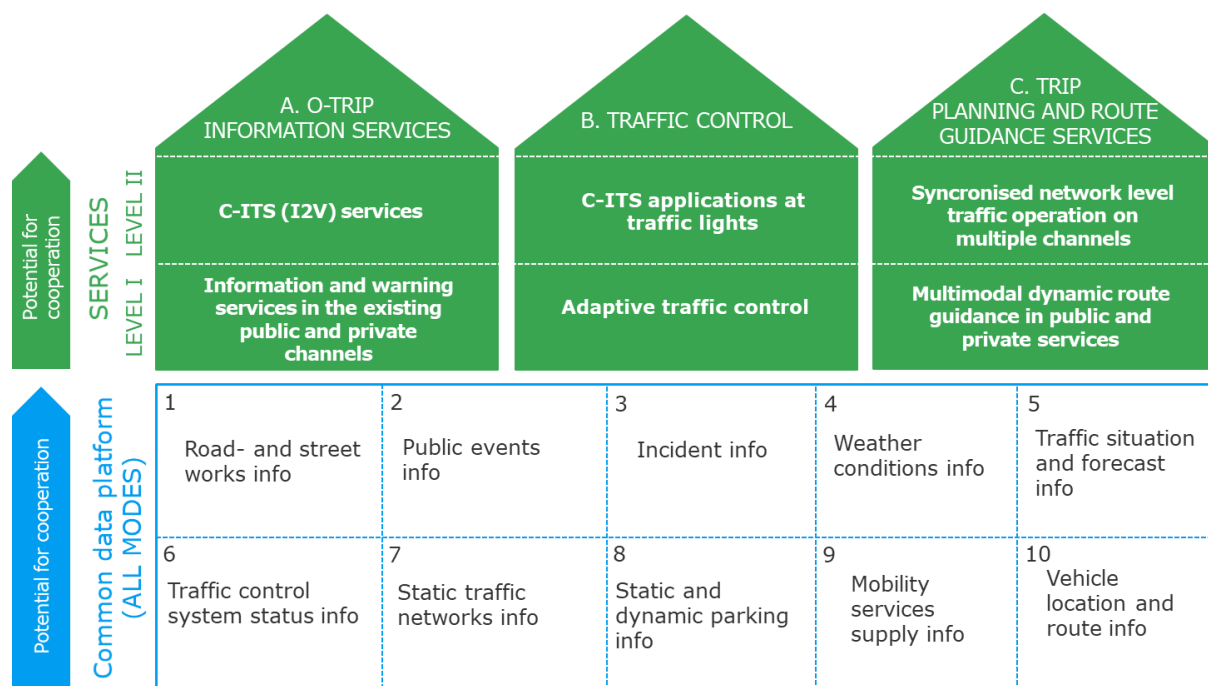 A. O-TRIP
INFORMATION SERVICES
B. TRAFFIC CONTROL
C. TRIP
PLANNING AND ROUTE
GUIDANCE SERVICES
Potential for
cooperation
SERVICES
LEVEL II
C-ITS (I2V) services
C-ITS applications at
traffic lights
Syncronised network level
traffic operation on
multiple channels
LEVEL I
Information and warning
services in the existing
public and private
channels
Adaptive traffic control
Multimodal dynamic route
guidance in public and
private services
Potential for cooperation
Common data platform
(ALL MODES)
1
Road- and street
works info
2
Public events
info
3
Incident info
4
Weather
conditions info
5
Traffic situation
and forecast
info
6
Traffic control
system status info
7
Static traffic
networks info
8
Static and
dynamic parking
info
9
Mobility
services
supply info
10
Vehicle
location and
route info